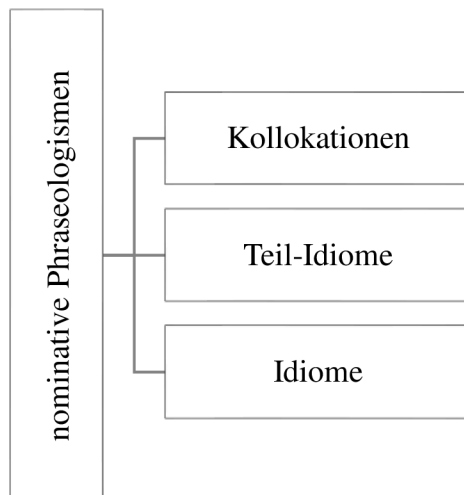 nominative Phraseologismen
Kollokationen
Teil-Idiome
Idiome